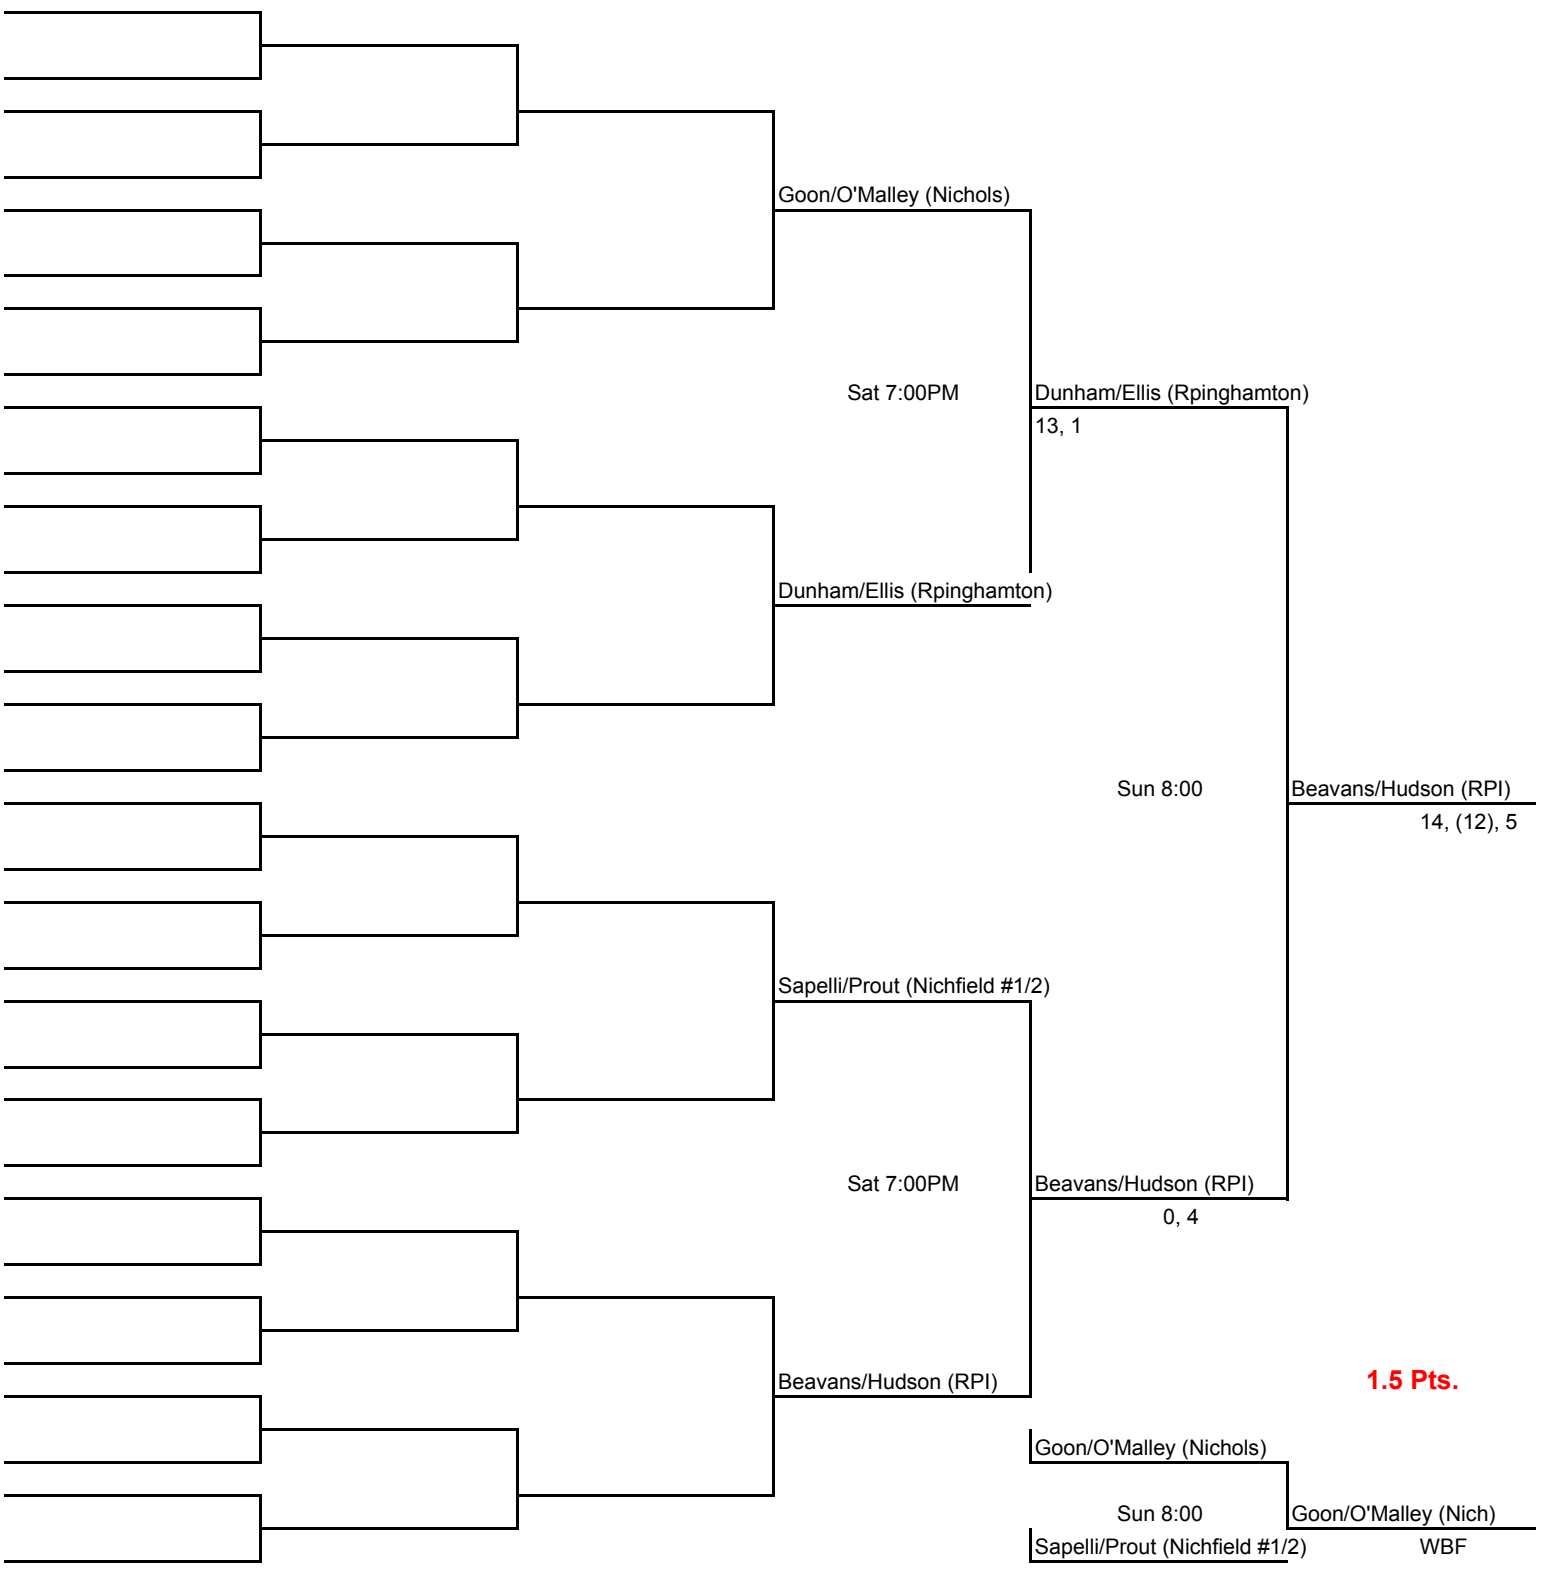 Goon/O'Malley (Nichols)
Sat 7:00PM
Dunham/Ellis (Rpinghamton)
13, 1
Dunham/Ellis (Rpinghamton)
Sun 8:00
Beavans/Hudson (RPI)
14, (12), 5
Sapelli/Prout (Nichfield #1/2)
Sat 7:00PM
Beavans/Hudson (RPI)
0, 4
Beavans/Hudson (RPI)
1.5 Pts.
Goon/O'Malley (Nichols)
Sun 8:00
Goon/O'Malley (Nich)
Sapelli/Prout (Nichfield #1/2)
WBF